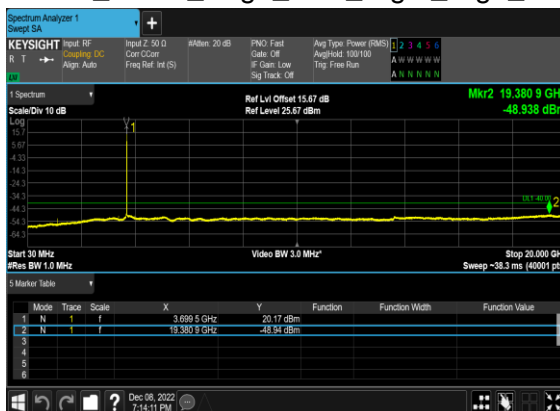 Spectrum Analyzer 1
Swept SA
+
KEYSIGHT
R T
LU
Input: RF
Coupling: DC
Align: Auto
Input Z: 50 Ω
Corr CCorr
Freq Ref: Int (S)
#Atten: 20 dB
PNO: Fast
Gate: Off
IF Gain: Low
Sig Track: Off
Avg Type: Power (RMS)
Avg|Hold: 100/100
Trig: Free Run
1 2 3 4 5 6
A W W W W W
A N N N N N
1 Spectrum
Scale/Div 10 dB
Log
Ref Lvl Offset 15.67 dB
Ref Level 25.67 dBm
Mkr2 19.380 9 GH
-48.938 dBr
15.7
5.67
-4.33
-14.3
-24.3
-34.3
-44.3
-54.3
-64.3
1
2
Start 30 MHz
#Res BW 1.0 MHz
Video BW 3.0 MHz*
Stop 20.000 GH
Sweep ~38.3 ms (40001 pt
5 Marker Table
Mode Trace Scale X Y Function Function Width Function Value
1 N 1 f 3.699 5 GHz 20.17 dBm
2 N 1 f 19.380 9 GHz -48.94 dBm
3
4
5
6
?
Dec 08, 2022
7:14:11 PM